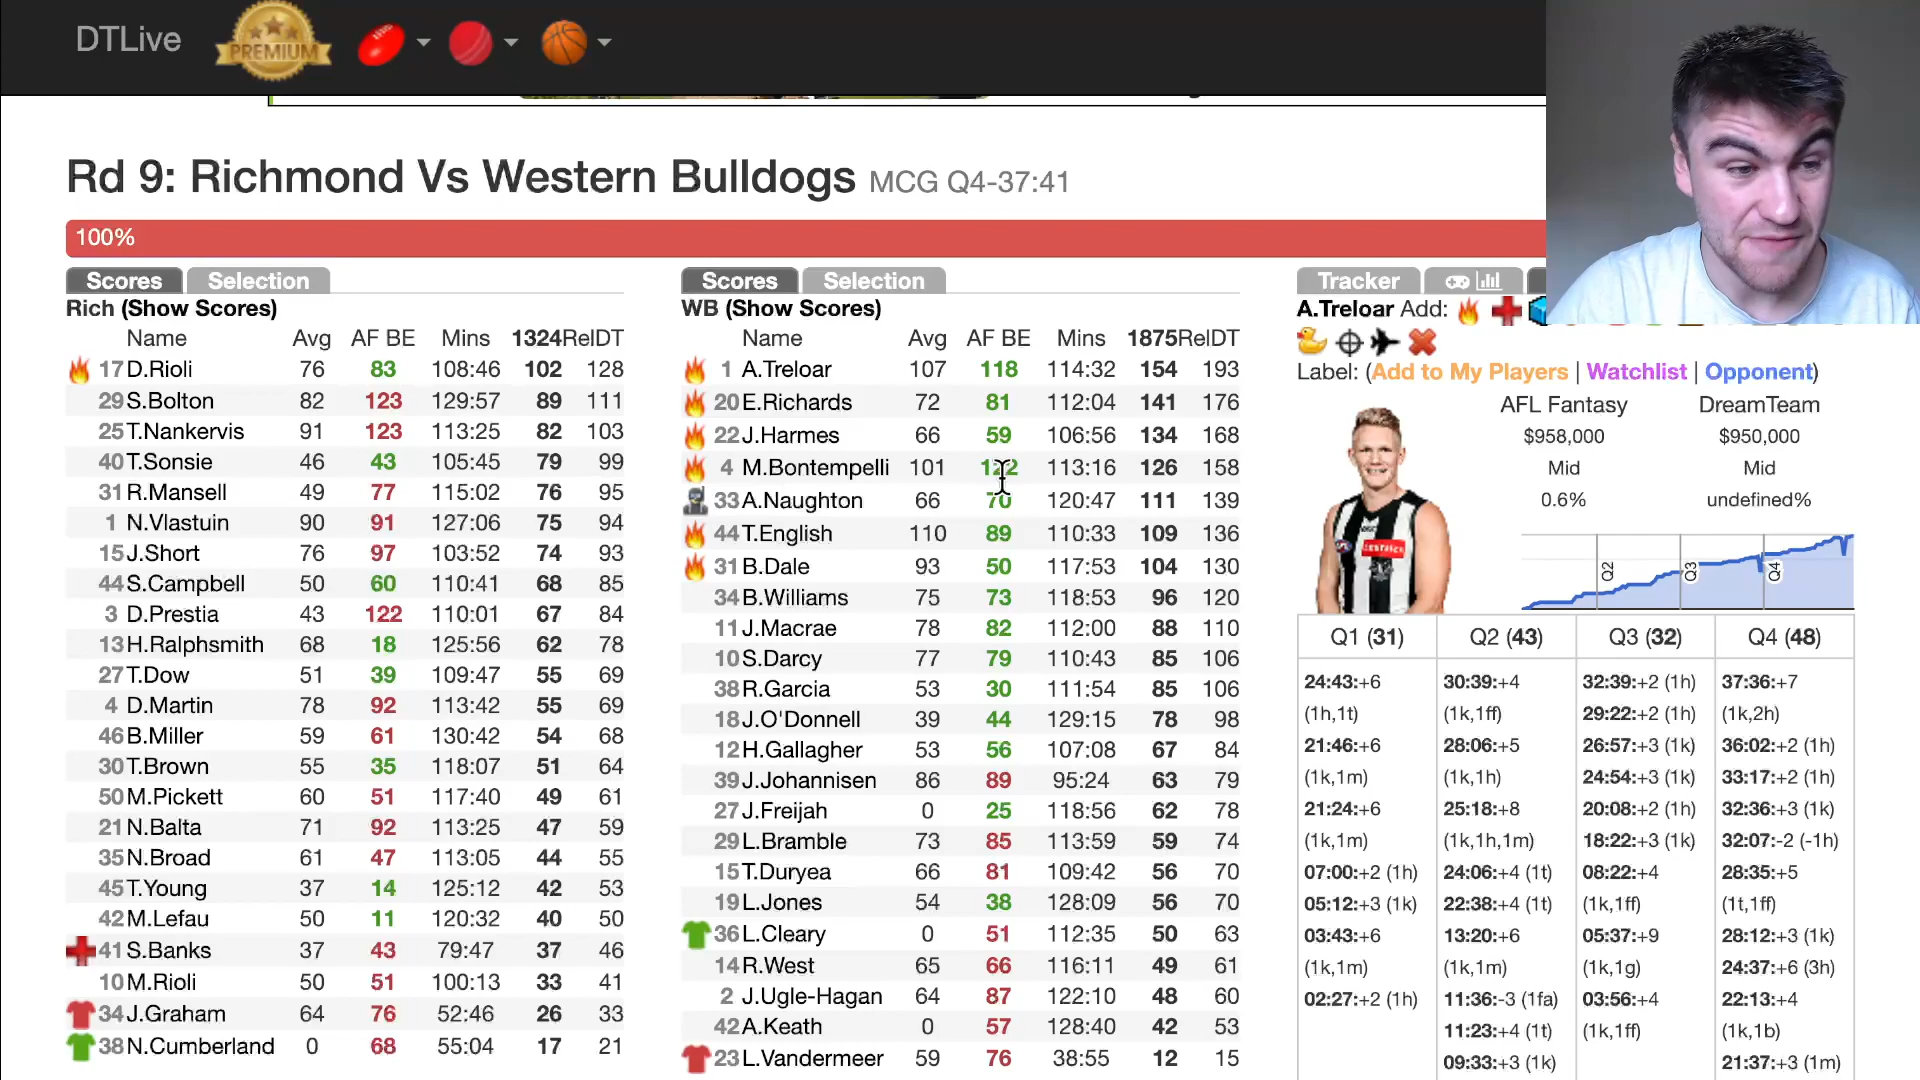 DTLive
PREMIUM
Rd 9: Richmond Vs Western Bulldogs MCG Q4-37:41
100%
Scores Selection
Rich (Show Scores)
Name Avg AF BE Mins 1324 RelDT
17 D.Rioli 76 83 108:46 102 128
29 S.Bolton 82 123 129:57 89 111
25 T.Nankervis 91 123 113:25 82 103
40 T.Sonsie 46 43 105:45 79 99
31 R.Mansell 49 77 115:02 76 95
1 N.Vlastuin 90 91 127:06 75 94
15 J.Short 76 97 103:52 74 93
44 S.Campbell 50 60 110:41 68 85
3 D.Prestia 43 122 110:01 67 84
13 H.Ralphsmith 68 18 125:56 62 78
27 T.Dow 51 39 109:47 55 69
4 D.Martin 78 92 113:42 55 69
46 B.Miller 59 61 130:42 54 68
30 T.Brown 55 35 118:07 51 64
50 M.Pickett 60 51 117:40 49 61
21 N.Balta 71 92 113:25 47 59
35 N.Broad 61 47 113:05 44 55
45 T.Young 37 14 125:12 42 53
42 M.Lefau 50 11 120:32 40 50
41 S.Banks 37 43 79:47 37 46
10 M.Rioli 50 51 100:13 33 41
34 J.Graham 64 76 52:46 26 33
38 N.Cumberland 0 68 55:04 17 21
Scores Selection
WB (Show Scores)
Name Avg AF BE Mins 1875 RelDT
1 A.Treloar 107 118 114:32 154 193
20 E.Richards 72 81 112:04 141 176
22 J.Harmes 66 59 106:56 134 168
4 M.Bontempelli 101 122 113:16 126 158
33 A.Naughton 66 70 120:47 111 139
44 T.English 110 89 110:33 109 136
31 B.Dale 93 50 117:53 104 130
34 B.Williams 75 73 118:53 96 120
11 J.Macrae 78 82 112:00 88 110
10 S.Darcy 77 79 110:43 85 106
38 R.Garcia 53 30 111:54 85 106
18 J.O'Donnell 39 44 129:15 78 98
12 H.Gallagher 53 56 107:08 67 84
39 J.Johannisen 86 89 95:24 63 79
27 J.Freijah 0 25 118:56 62 78
29 L.Bramble 73 85 113:59 59 74
15 T.Duryea 66 81 109:42 56 70
19 L.Jones 54 38 128:09 56 70
36 L.Cleary 0 51 112:35 50 63
14 R.West 65 66 116:11 49 61
2 J.Ugle-Hagan 64 87 122:10 48 60
42 A.Keath 0 57 128:40 42 53
23 L.Vandermeer 59 76 38:55 12 15
Tracker
A.Treloar Add:
Label: (Add to My Players | Watchlist | Opponent)
AFL Fantasy DreamTeam
$958,000 $950,000
Mid Mid
0.6% undefined%
Q2 Q3 Q4
Q1 (31) Q2 (43) Q3 (32) Q4 (48)
24:43:+6 30:39:+4 32:39:+2 (1h) 37:36:+7
(1h,1t) (1k,1ff) 29:22:+2 (1h) (1k,2h)
21:46:+6 28:06:+5 26:57:+3 (1k) 36:02:+2 (1h)
(1k,1m) (1k,1h) 24:54:+3 (1k) 33:17:+2 (1h)
21:24:+6 25:18:+8 20:08:+2 (1h) 32:36:+3 (1k)
(1k,1m) (1k,1h,1m) 18:22:+3 (1k) 32:07:-2 (-1h)
07:00:+2 (1h) 24:06:+4 (1t) 08:22:+4 28:35:+5
05:12:+3 (1k) 22:38:+4 (1t) (1k,1ff) (1t,1ff)
03:43:+6 13:20:+6 05:37:+9 28:12:+3 (1k)
(1k,1m) (1k,1m) (1k,1g) 24:37:+6 (3h)
02:27:+2 (1h) 11:36:-3 (1fa) 03:56:+4 22:13:+4
11:23:+4 (1t) (1k,1ff) (1k,1b)
09:33:+3 (1k) 21:37:+3 (1m)